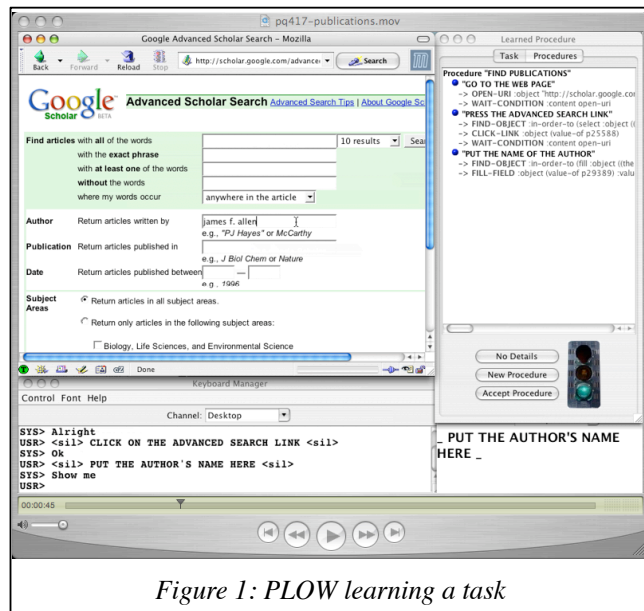 pq417-publications.mov
Google Advanced Scholar Search - Mozilla
Back Forward Reload Stop http://scholar.google.com/advance Search
Google Scholar BETA Advanced Scholar Search Advanced Search Tips | About Google Sc
Find articles with all of the words 10 results Sear
with the exact phrase
with at least one of the words
without the words
where my words occur anywhere in the article
Author Return articles written by james f. allen
e.g., "PJ Hayes" or McCarthy
Publication Return articles published in
e.g., J Biol Chem or Nature
Date Return articles published between —
e.g., 1996
Subject Areas Return articles in all subject areas.
Return only articles in the following subject areas:
Biology, Life Sciences, and Environmental Science
Done
Learned Procedure
Task Procedures
Procedure "FIND PUBLICATIONS"
"GO TO THE WEB PAGE"
-> OPEN-URI :object "http://scholar.google.co
-> WAIT-CONDITION :content open-uri
"PRESS THE ADVANCED SEARCH LINK"
-> FIND-OBJECT :in-order-to (select :object ((
-> CLICK-LINK :object (value-of p25588)
-> WAIT-CONDITION :content open-uri
"PUT THE NAME OF THE AUTHOR"
-> FIND-OBJECT :in-order-to (fill :object ((the
-> FILL-FIELD :object (value-of p29389) :valu
No Details
New Procedure
Accept Procedure
Keyboard Manager
Control Font Help
Channel: Desktop
SYS> Alright
USR> <sil> CLICK ON THE ADVANCED SEARCH LINK <sil>
SYS> Ok
USR> <sil> PUT THE AUTHOR'S NAME HERE <sil>
SYS> Show me
USR>
_ PUT THE AUTHOR'S NAME
HERE _
00:00:45
Figure 1: PLOW learning a task